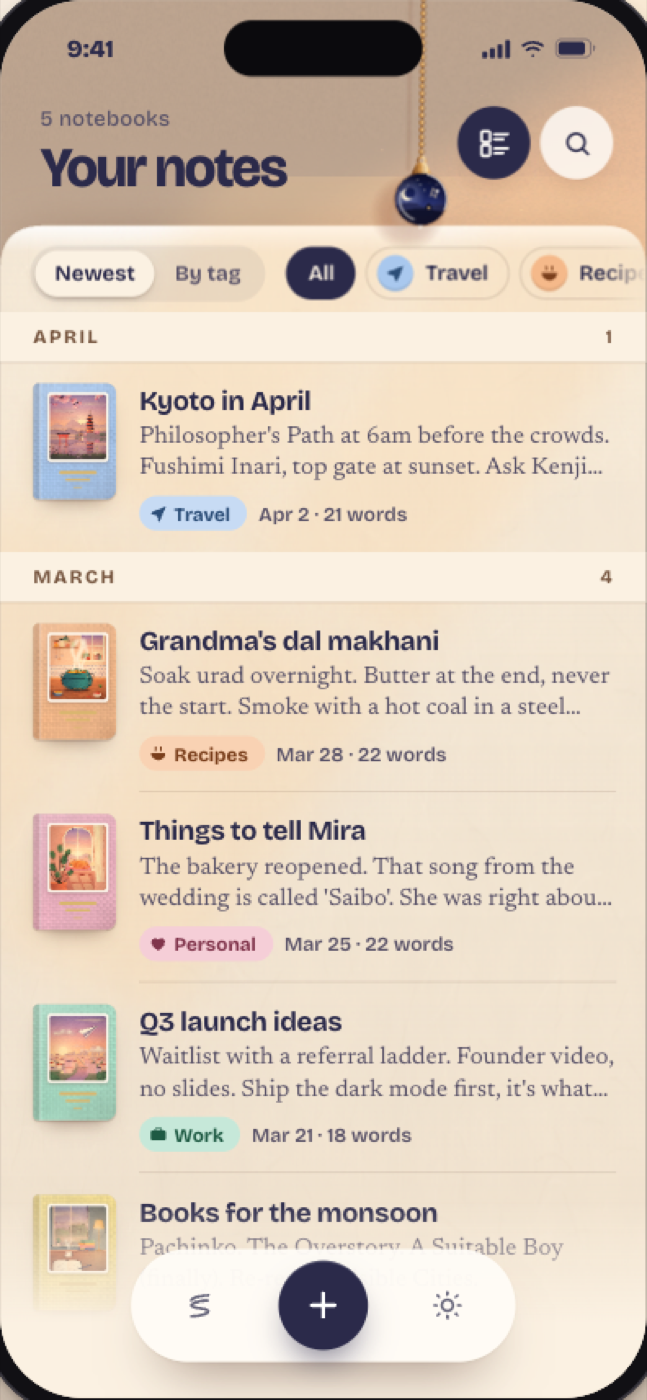 9:41
5 notebooks
Your notes
Newest By tag All Travel Recipe
APRIL 1
Kyoto in April
Philosopher's Path at 6am before the crowds.
Fushimi Inari, top gate at sunset. Ask Kenji...
Travel Apr 2 · 21 words
MARCH 4
Grandma's dal makhani
Soak urad overnight. Butter at the end, never
the start. Smoke with a hot coal in a steel...
Recipes Mar 28 · 22 words
Things to tell Mira
The bakery reopened. That song from the
wedding is called 'Saibo'. She was right abou...
Personal Mar 25 · 22 words
Q3 launch ideas
Waitlist with a referral ladder. Founder video,
no slides. Ship the dark mode first, it's what...
Work Mar 21 · 18 words
Books for the monsoon
Pachinko. The Overstory. A Suitable Boy